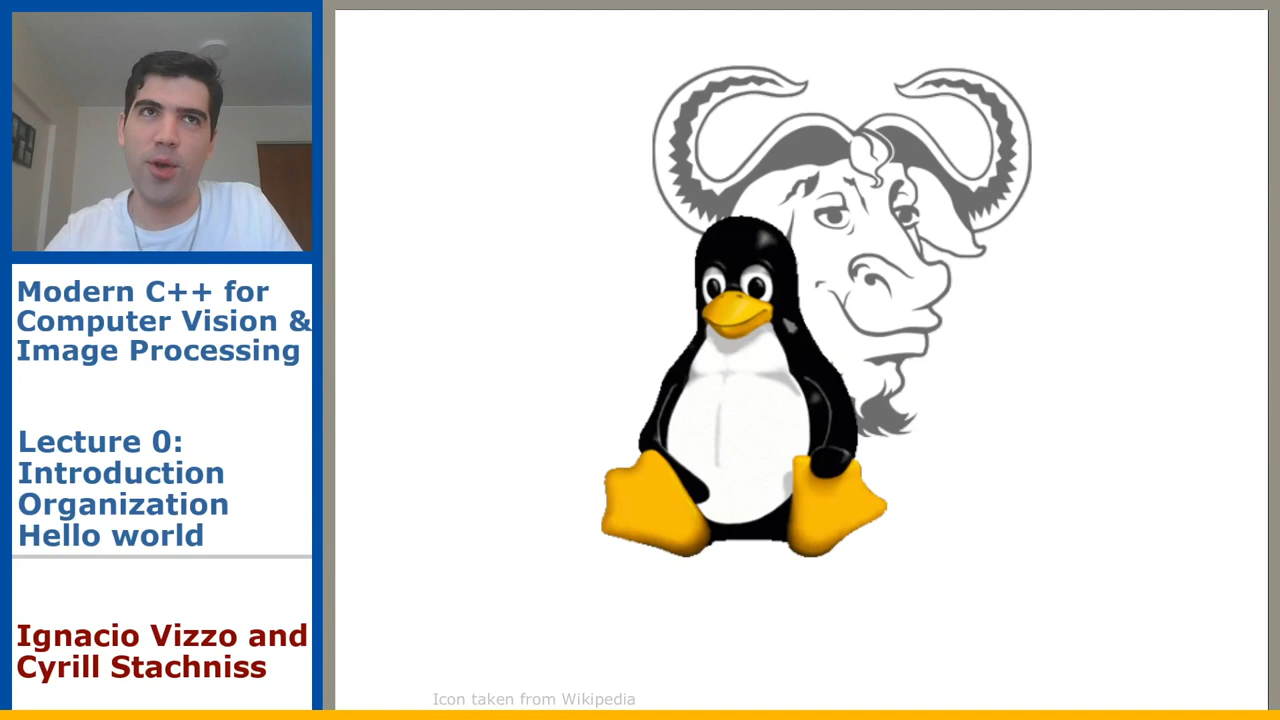 Modern C++ for
Computer Vision &
Image Processing
Lecture 0:
Introduction
Organization
Hello world
Ignacio Vizzo and
Cyrill Stachniss
Icon taken from Wikipedia